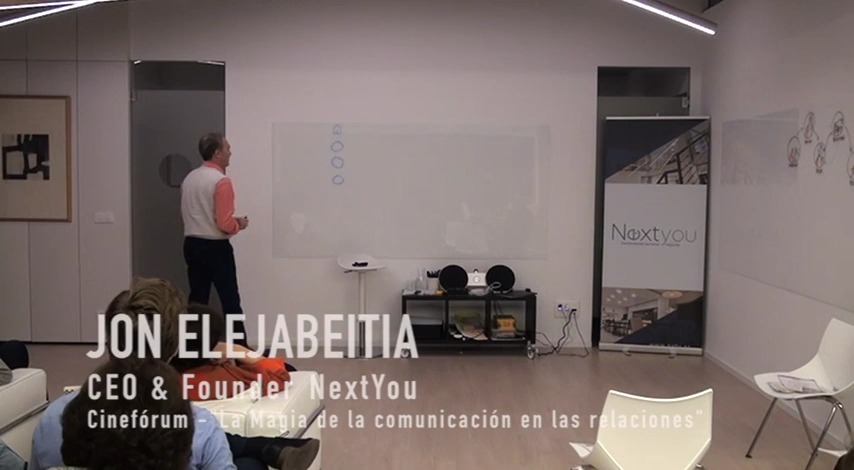 Nextyou
JON ELEJABEITIA
CEO & Founder NextYou
Cinefórum - La Magia de la comunicación en las relaciones"